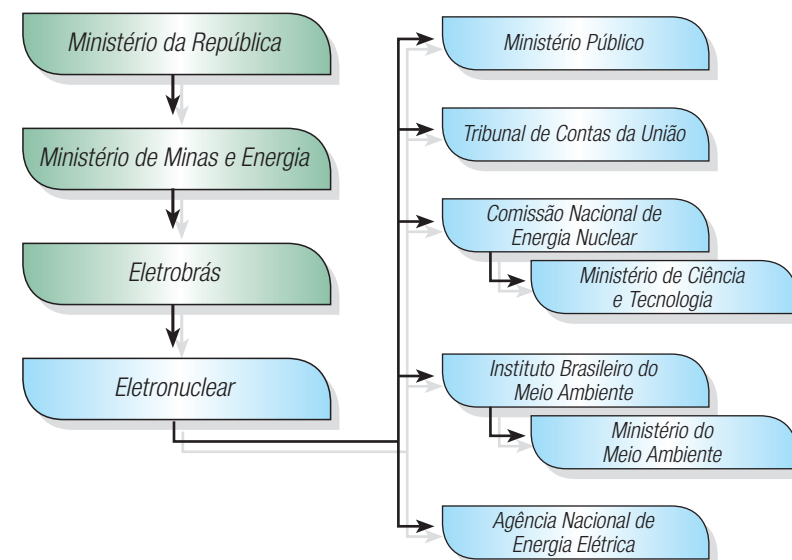 Ministério da República
Ministério de Minas e Energia
Eletrobrás
Eletronuclear
Ministério Público
Tribunal de Contas da União
Comissão Nacional de
Energia Nuclear
Ministério de Ciência
e Tecnologia
Instituto Brasileiro do
Meio Ambiente
Ministério do
Meio Ambiente
Agência Nacional de
Energia Elétrica